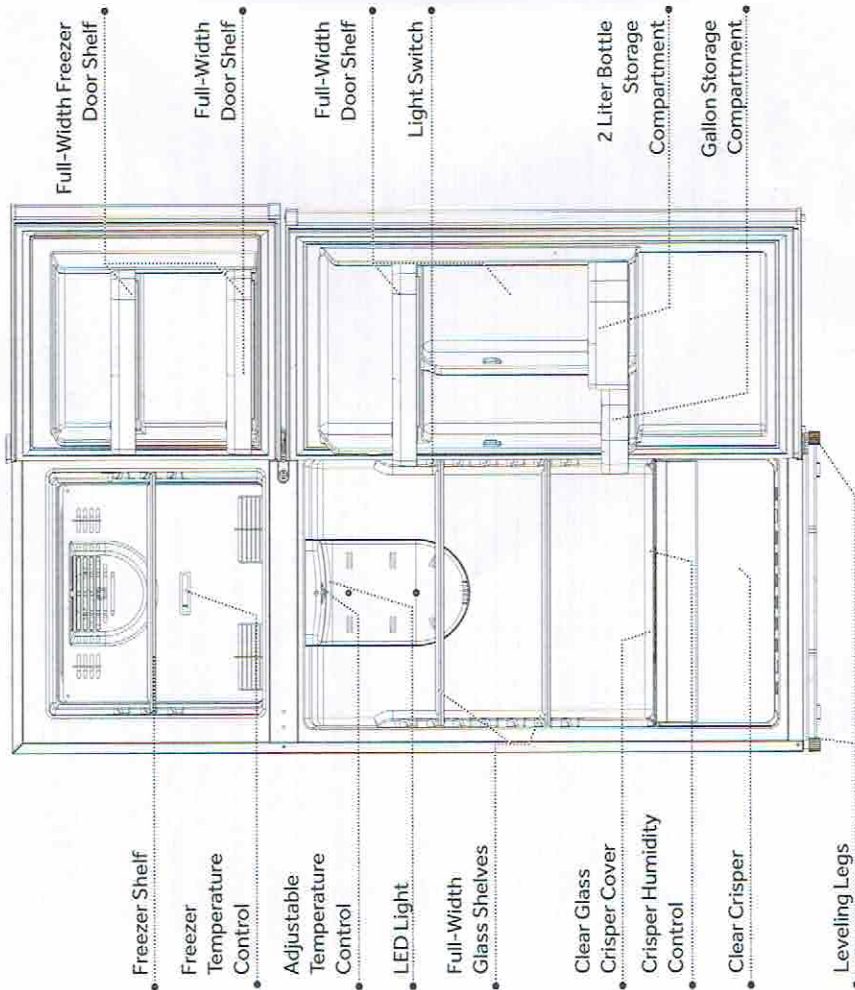 Full-Width Freezer
Door Shelf
Full-Width
Door Shelf
Full-Width
Door Shelf
Light Switch
2 Liter Bottle
Storage
Compartment
Gallon Storage
Compartment
Freezer Shelf
Freezer
Temperature
Control
Adjustable
Temperature
Control
LED Light
Full-Width
Glass Shelves
Clear Glass
Crisper Cover
Crisper Humidity
Control
Clear Crisper
Leveling Legs